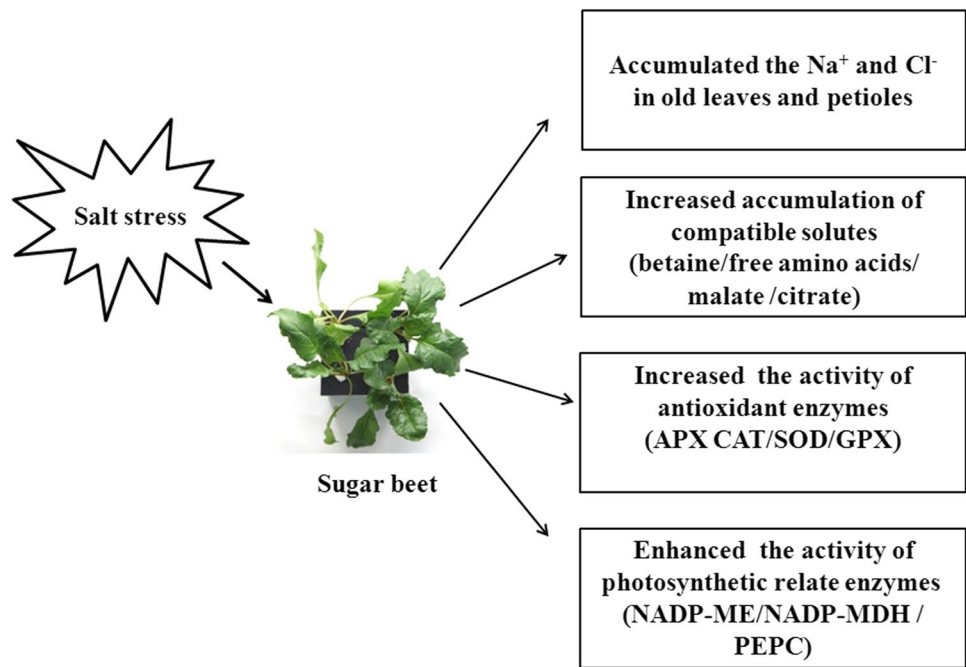 Salt stress
Sugar beet
Accumulated the Na⁺ and Cl⁻
in old leaves and petioles
Increased accumulation of
compatible solutes
(betaine/free amino acids/
malate /citrate)
Increased the activity of
antioxidant enzymes
(APX CAT/SOD/GPX)
Enhanced the activity of
photosynthetic relate enzymes
(NADP-ME/NADP-MDH /
PEPC)